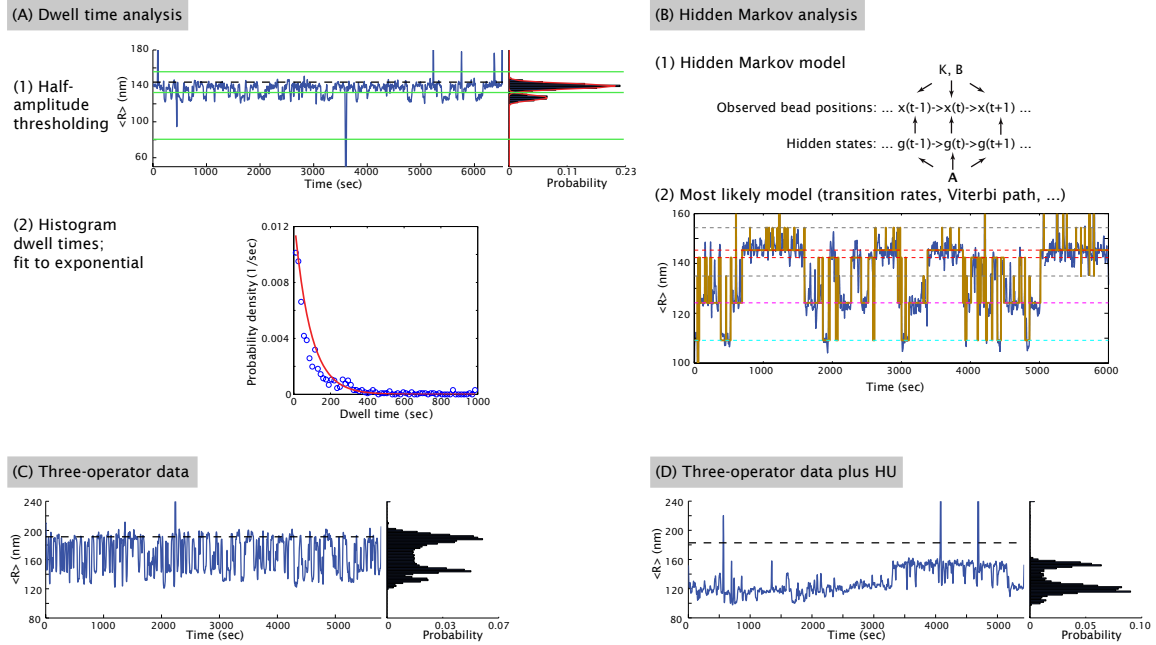 (A) Dwell time analysis
(1) Half-
amplitude
thresholding
<R> (nm)
180
140
100
60
0 1000 2000 3000 4000 5000 6000
Time (sec)
0 0.11 0.23
Probability
(2) Histogram
dwell times;
fit to exponential
Probability density (1/sec)
0.012
0.008
0.004
0
0 200 400 600 800 1000
Dwell time (sec)
(B) Hidden Markov analysis
(1) Hidden Markov model
K, B
Observed bead positions: ... x(t-1)->x(t)->x(t+1) ...
Hidden states: ... g(t-1)->g(t)->g(t+1) ...
A
(2) Most likely model (transition rates, Viterbi path, ...)
<R> (nm)
160
140
120
100
0 1000 2000 3000 4000 5000 6000
Time (sec)
(C) Three-operator data
<R> (nm)
240
200
160
120
80
0 1000 2000 3000 4000 5000
Time (sec)
0 0.03 0.07
Probability
(D) Three-operator data plus HU
<R> (nm)
240
200
160
120
80
0 1000 2000 3000 4000 5000
Time (sec)
0 0.05 0.10
Probability